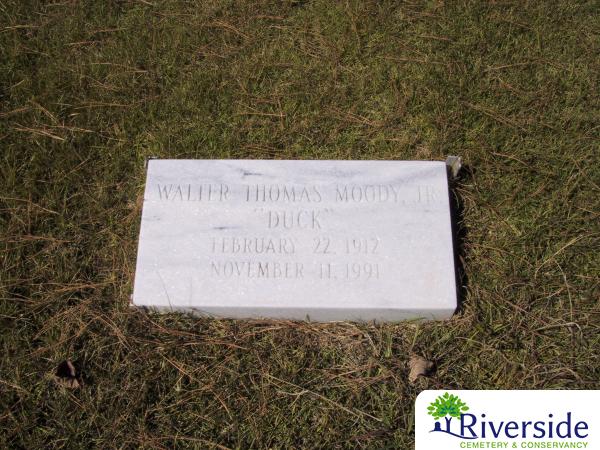 WALTER THOMAS MOODY, JR.
"DUCK"
FEBRUARY 22, 1912
NOVEMBER 11, 1991
Riverside
CEMETERY & CONSERVANCY